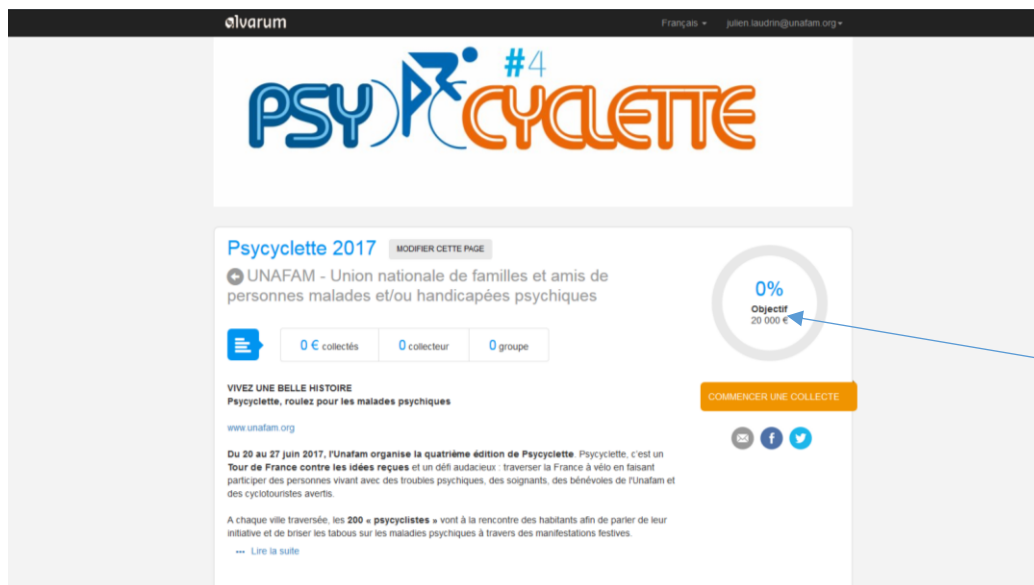 alvarum
Français julien.laudrin@unafam.org
#4
PSYCYCLETTE
Psycyclette 2017 MODIFIER CETTE PAGE
UNAFAM - Union nationale de familles et amis de
personnes malades et/ou handicapées psychiques
0%
Objectif
20 000 €
0 € collectés 0 collecteur 0 groupe
VIVEZ UNE BELLE HISTOIRE
Psycyclette, roulez pour les malades psychiques
COMMENCER UNE COLLECTE
www.unafam.org
Du 20 au 27 juin 2017, l'Unafam organise la quatrième édition de Psycyclette. Psycyclette, c'est un
Tour de France contre les idées reçues et un défi audacieux : traverser la France à vélo en faisant
participer des personnes vivant avec des troubles psychiques, des soignants, des bénévoles de l'Unafam et
des cyclotouristes avertis.
A chaque ville traversée, les 200 « psycyclistes » vont à la rencontre des habitants afin de parler de leur
initiative et de briser les tabous sur les maladies psychiques à travers des manifestations festives.
••• Lire la suite